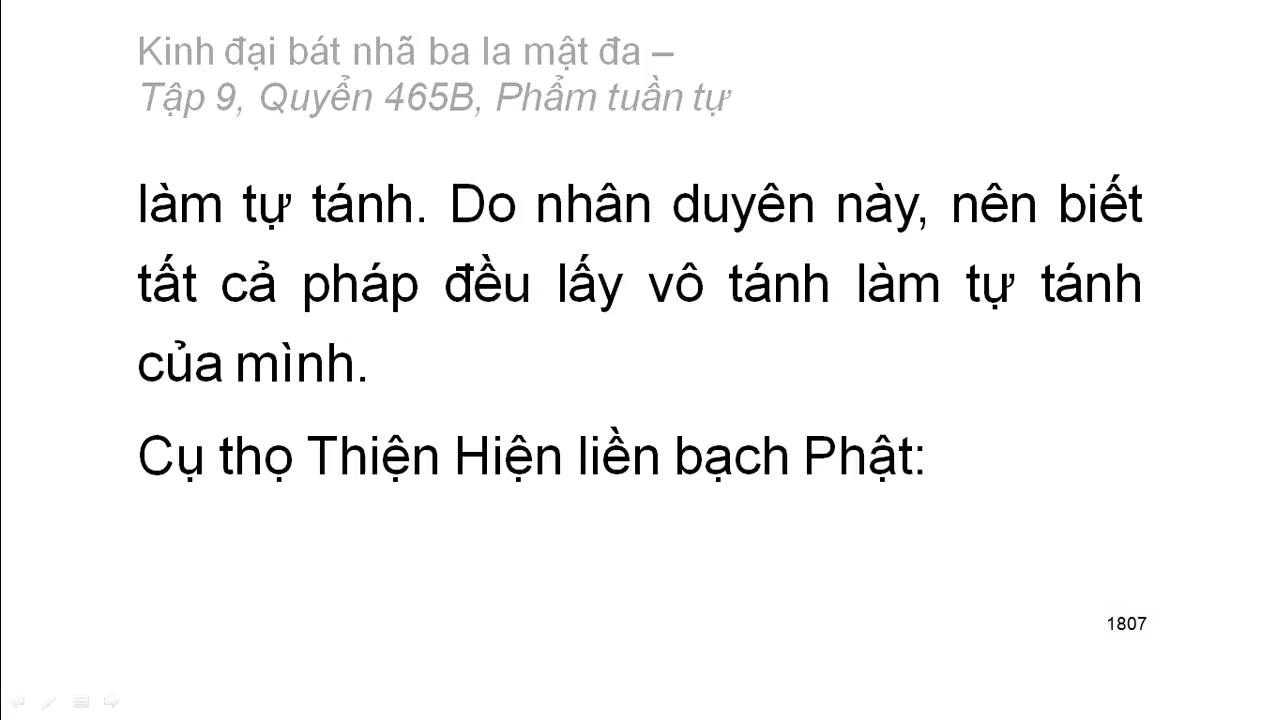 Kinh đại bát nhã ba la mật đa –
Tập 9, Quyển 465B, Phẩm tuần tự
làm tự tánh. Do nhân duyên này, nên biết
tất cả pháp đều lấy vô tánh làm tự tánh
của mình.
Cụ thọ Thiện Hiện liền bạch Phật:
1807